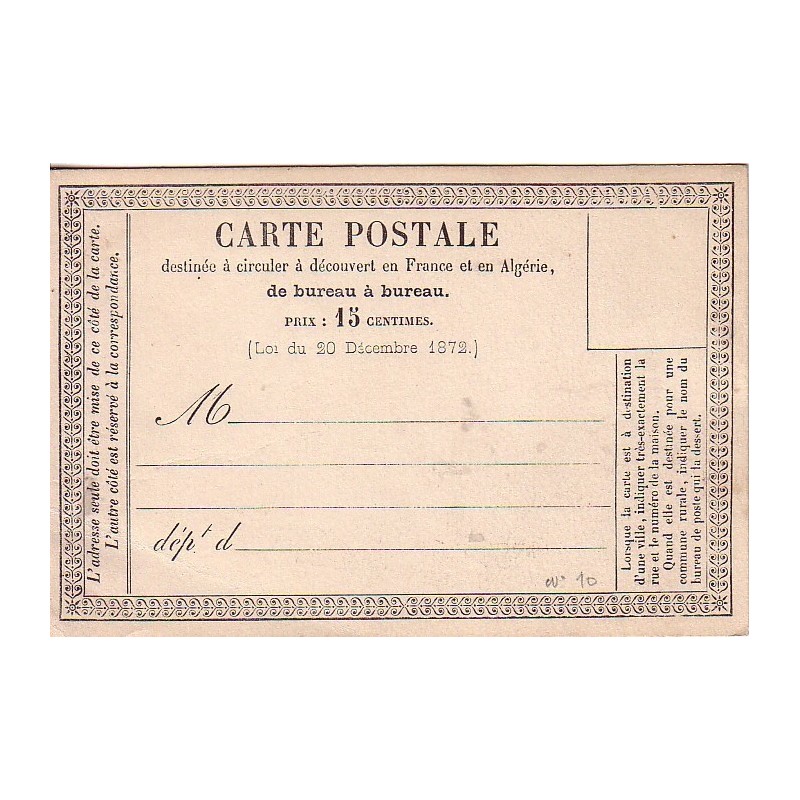 CARTE POSTALE
destinée à circuler à découvert en France et en Algérie,
de bureau à bureau.
PRIX : 15 CENTIMES.
(Loi du 20 Décembre 1872.)
M
dép.t d
L'adresse seule doit être mise de ce côté de la carte.
L'autre côté est réservé à la correspondance.
Lorsque la carte est à destination
d'une ville, indiquer très-exactement la
rue et le numéro de la maison.
Quand elle est destinée pour une
commune rurale, indiquer le nom du
bureau de poste qui la dessert.
N° 10